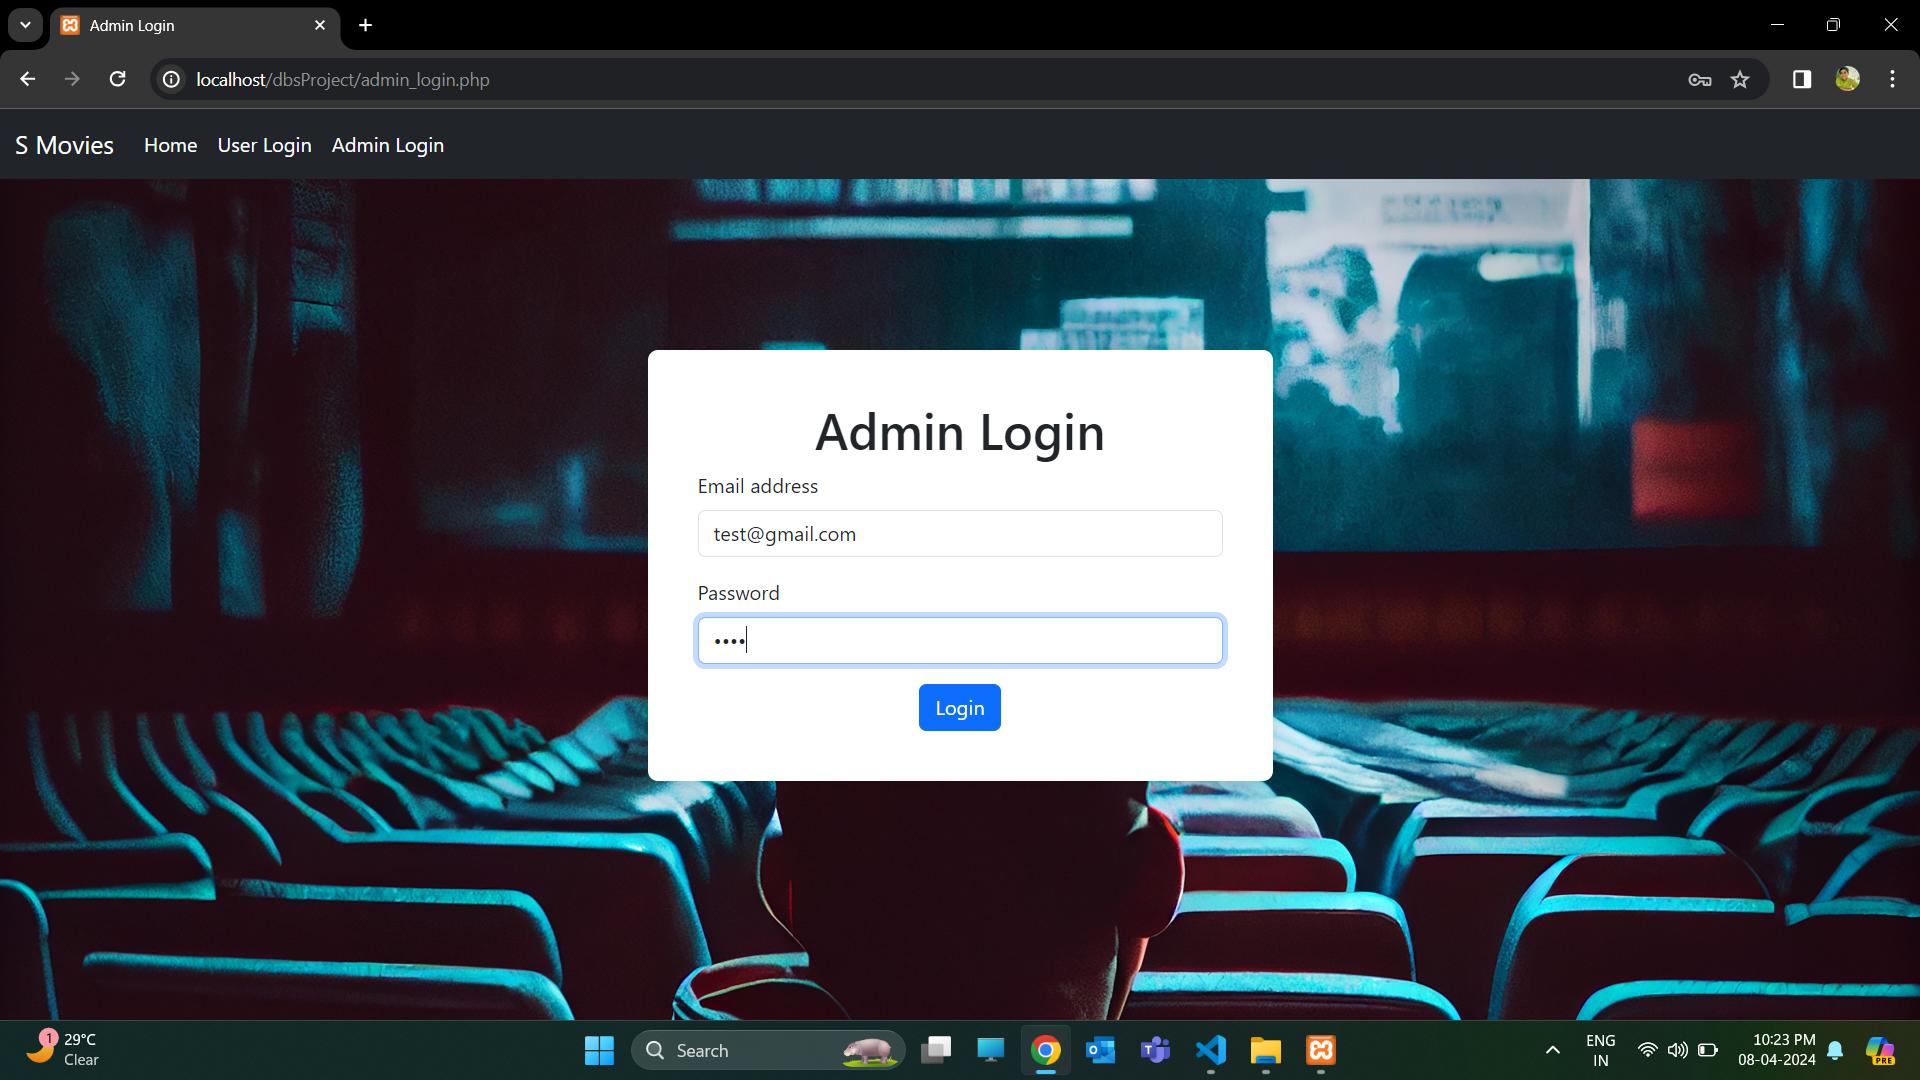 Admin Login
localhost/dbsProject/admin_login.php
S Movies Home User Login Admin Login
Admin Login
Email address
test@gmail.com
Password
••••
Login
1
29°C
Clear
Search
ENG
IN
10:23 PM
08-04-2024
PRE